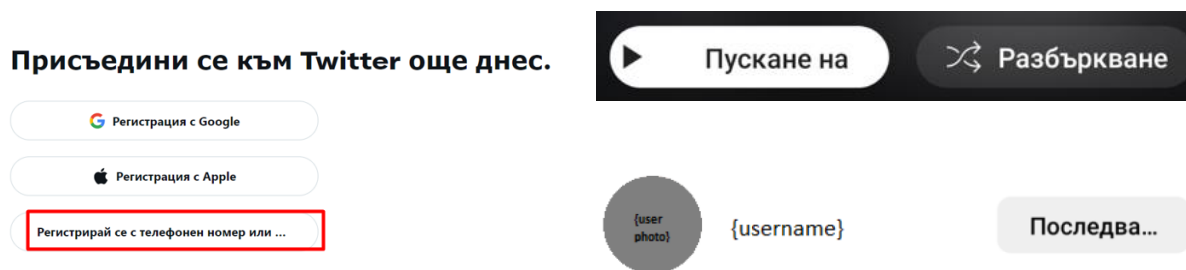 Присъедини се към Twitter още днес.
Регистрация с Google
Регистрация с Apple
Регистрирай се с телефонен номер или ...
Пускане на
Разбъркване
{user
photo}
{username}
Последва...